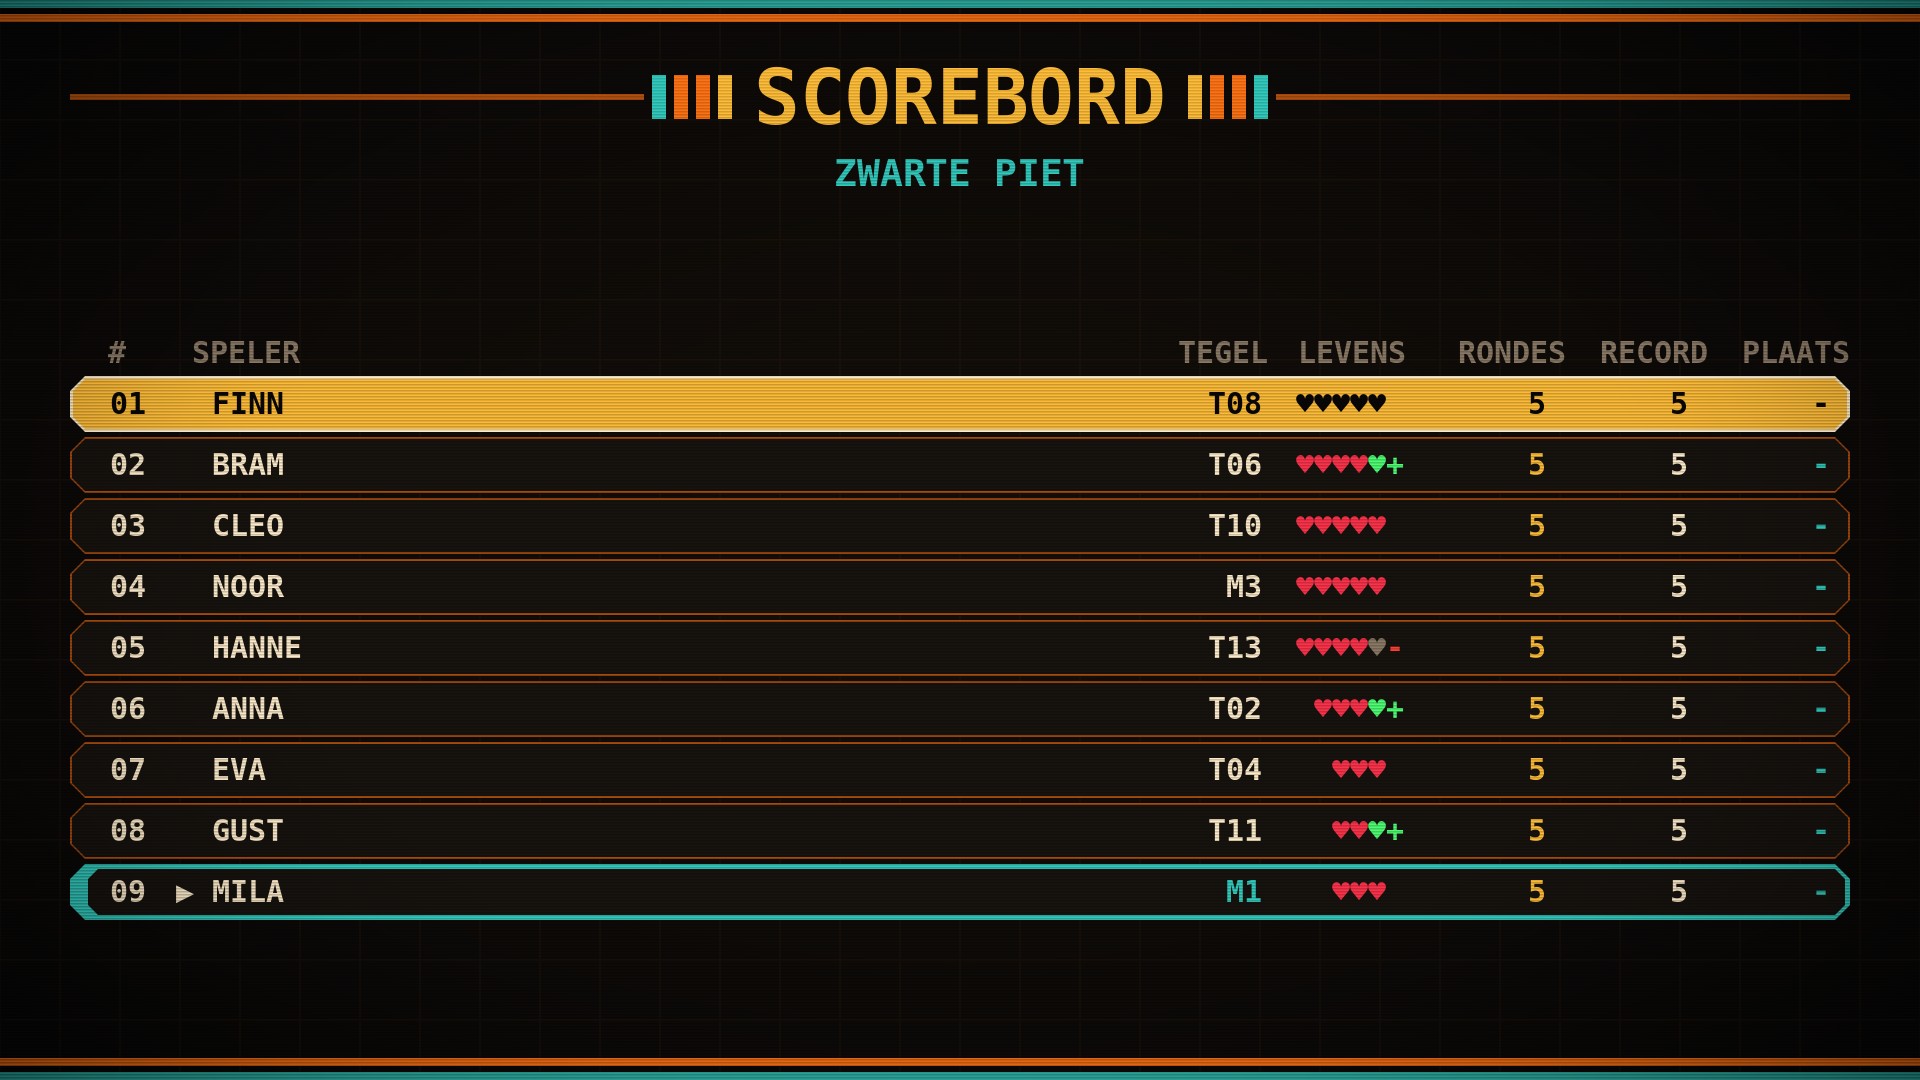 SCOREBORD
ZWARTE PIET
# SPELER TEGEL LEVENS RONDES RECORD PLAATS
01 FINN T08 ♥♥♥♥♥ 5 5 -
02 BRAM T06 ♥♥♥♥♥+ 5 5 -
03 CLEO T10 ♥♥♥♥♥ 5 5 -
04 NOOR M3 ♥♥♥♥♥ 5 5 -
05 HANNE T13 ♥♥♥♥♥- 5 5 -
06 ANNA T02 ♥♥♥♥+ 5 5 -
07 EVA T04 ♥♥♥ 5 5 -
08 GUST T11 ♥♥♥+ 5 5 -
09 ▶ MILA M1 ♥♥♥ 5 5 -